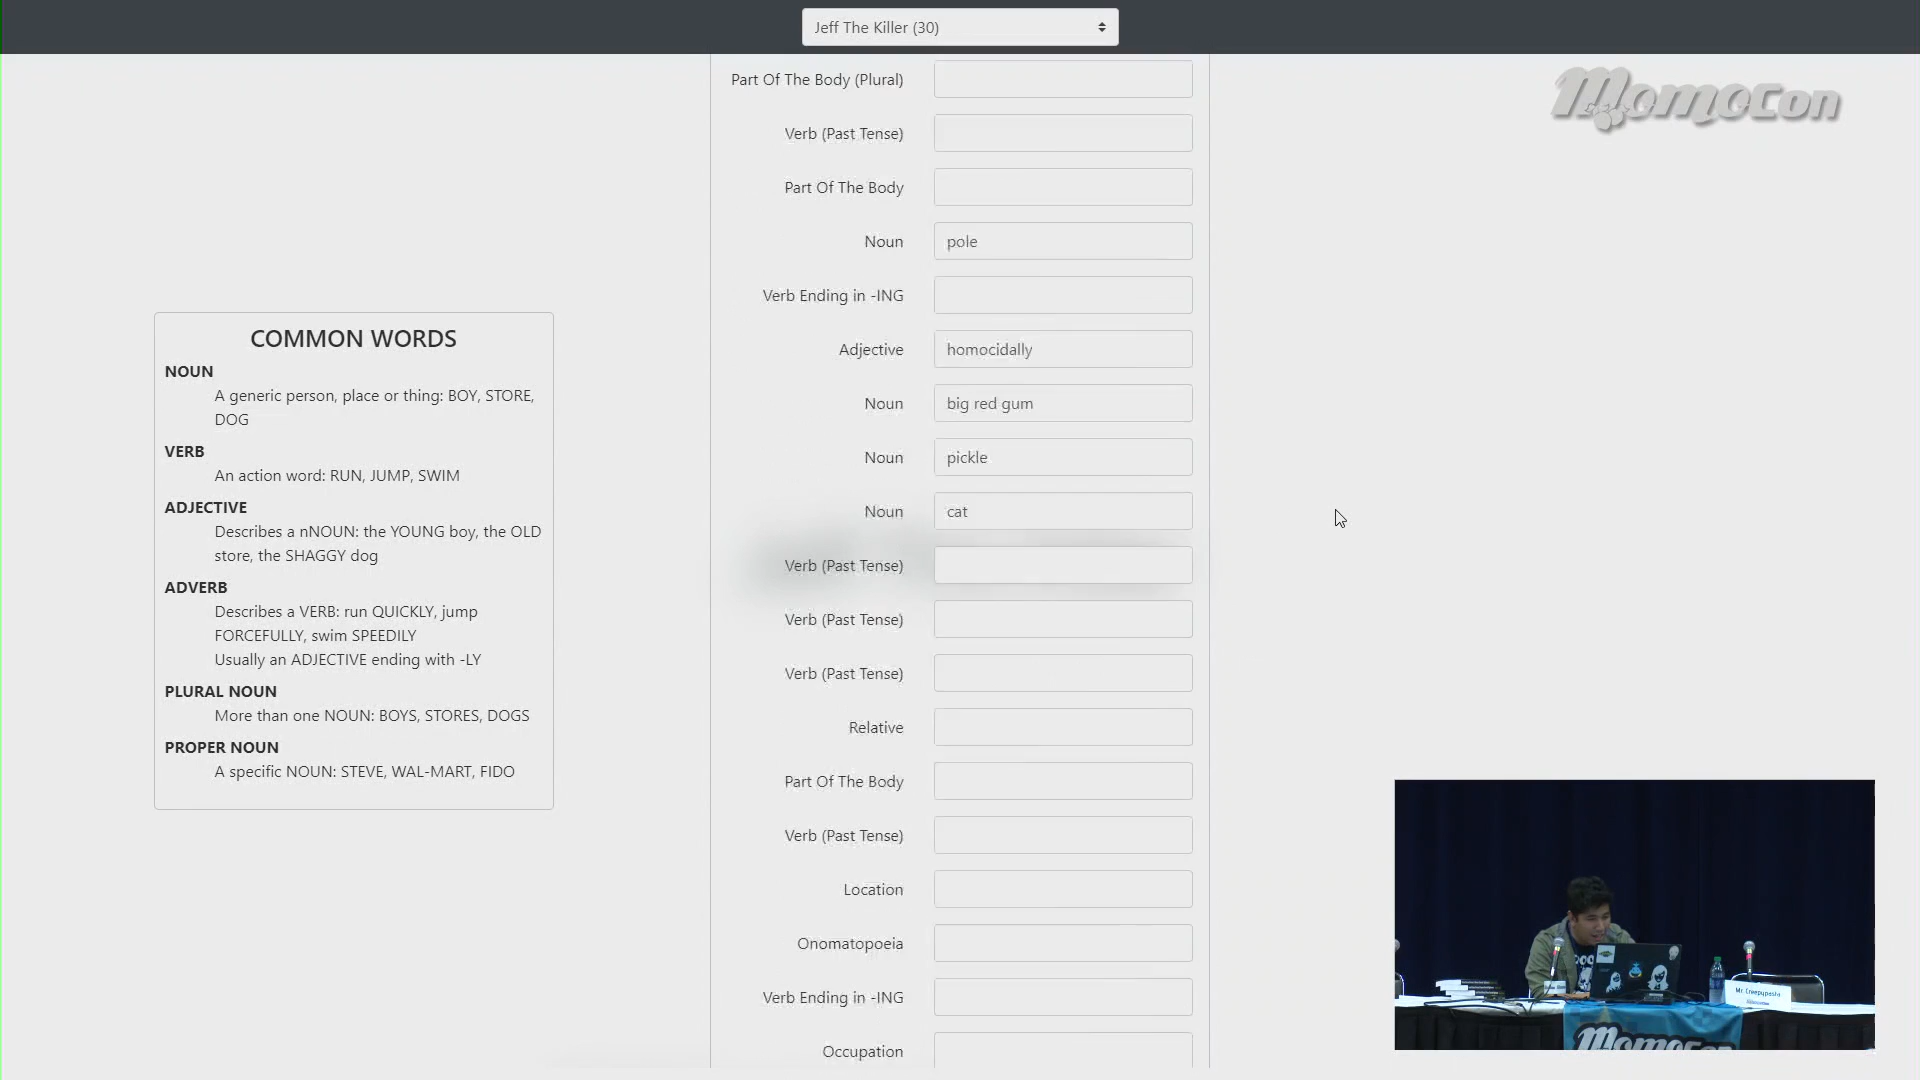 Jeff The Killer (30)
MomoCon
Part Of The Body (Plural)
Verb (Past Tense)
Part Of The Body
Noun pole
Verb Ending in -ING
Adjective homocidally
Noun big red gum
Noun pickle
Noun cat
Verb (Past Tense)
Verb (Past Tense)
Verb (Past Tense)
Relative
Part Of The Body
Verb (Past Tense)
Location
Onomatopoeia
Verb Ending in -ING
Occupation
COMMON WORDS
NOUN
A generic person, place or thing: BOY, STORE,
DOG
VERB
An action word: RUN, JUMP, SWIM
ADJECTIVE
Describes a nNOUN: the YOUNG boy, the OLD
store, the SHAGGY dog
ADVERB
Describes a VERB: run QUICKLY, jump
FORCEFULLY, swim SPEEDILY
Usually an ADJECTIVE ending with -LY
PLURAL NOUN
More than one NOUN: BOYS, STORES, DOGS
PROPER NOUN
A specific NOUN: STEVE, WAL-MART, FIDO
Mr. Creepypasta
MomoCon